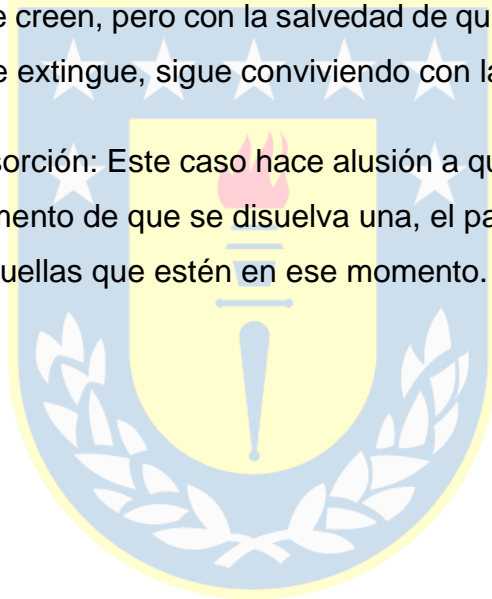 e creen, pero con la salvedad de qu
e extingue, sigue conviviendo con la
sorción: Este caso hace alusión a qu
mento de que se disuelva una, el pa
uellas que estén en ese momento.